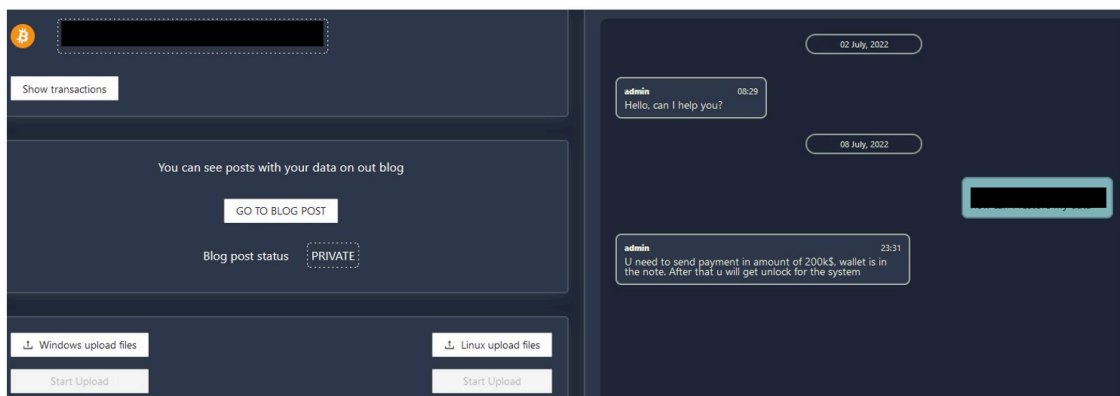 Show transactions
You can see posts with your data on out blog
GO TO BLOG POST
Blog post status PRIVATE
Windows upload files
Linux upload files
Start Upload
Start Upload
02 July, 2022
admin 08:29
Hello, can I help you?
08 July, 2022
admin 23:31
U need to send payment in amount of 200k$, wallet is in
the note. After that u will get unlock for the system